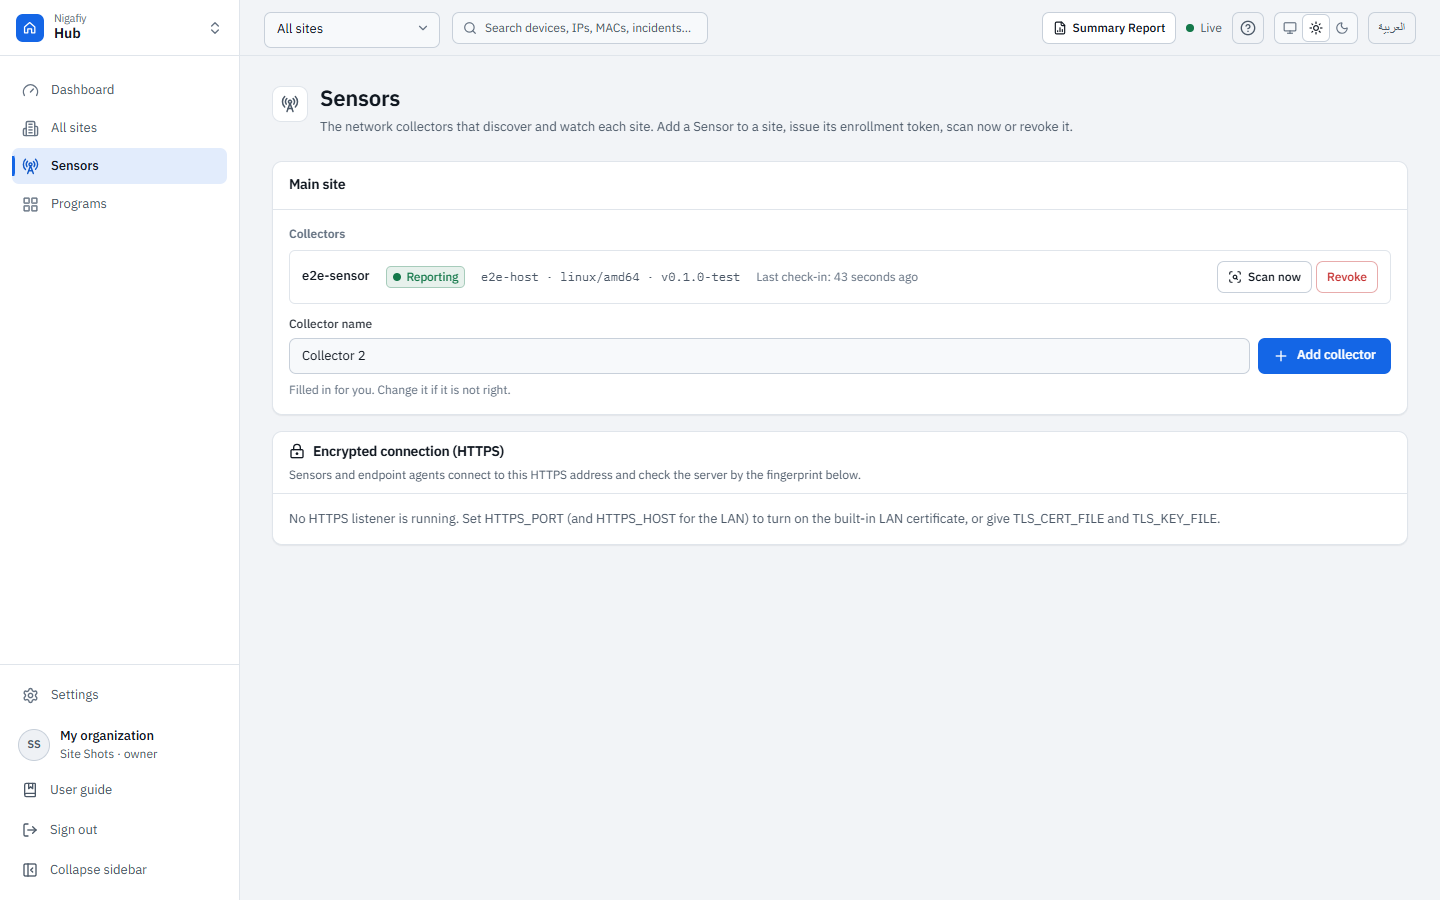 Nigafiy
Hub
Dashboard
All sites
Sensors
Programs
Settings
SS
My organization
Site Shots · owner
User guide
Sign out
Collapse sidebar
All sites
Search devices, IPs, MACs, incidents...
Summary Report
Live
العربية
Sensors
The network collectors that discover and watch each site. Add a Sensor to a site, issue its enrollment token, scan now or revoke it.
Main site
Collectors
e2e-sensor
Reporting
e2e-host · linux/amd64 · v0.1.0-test
Last check-in: 43 seconds ago
Scan now
Revoke
Collector name
Collector 2
Add collector
Filled in for you. Change it if it is not right.
Encrypted connection (HTTPS)
Sensors and endpoint agents connect to this HTTPS address and check the server by the fingerprint below.
No HTTPS listener is running. Set HTTPS_PORT (and HTTPS_HOST for the LAN) to turn on the built-in LAN certificate, or give TLS_CERT_FILE and TLS_KEY_FILE.